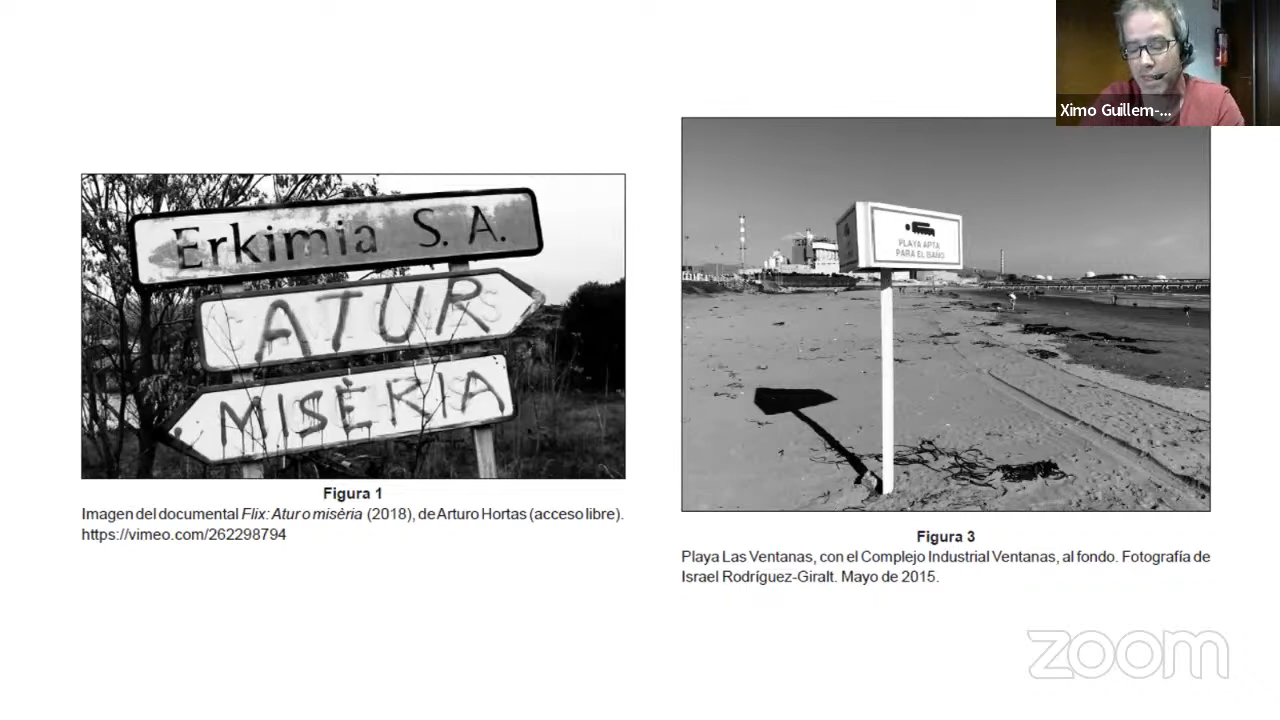 Ximo Guillem-...
Erkimia S. A.
ATUR
MISÈRIA
Figura 1
Imagen del documental Flix: Atur o misèria (2018), de Arturo Hortas (acceso libre).
https://vimeo.com/262298794
PLAYA APTA
PARA EL BAÑO
Figura 3
Playa Las Ventanas, con el Complejo Industrial Ventanas, al fondo. Fotografía de
Israel Rodríguez-Giralt. Mayo de 2015.
zoom